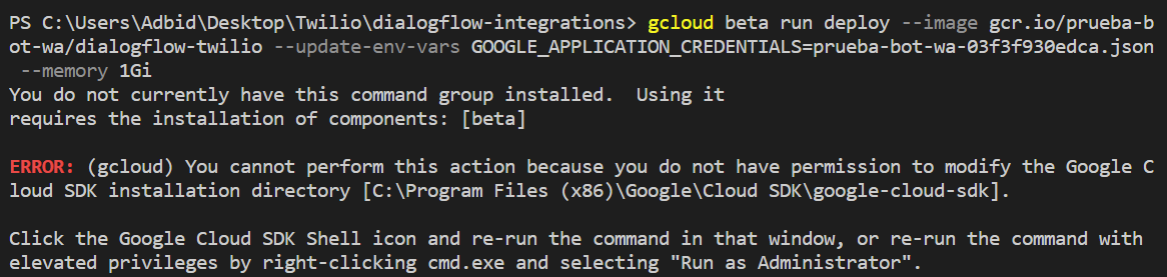 PS C:\Users\Adbid\Desktop\Twilio\dialogflow-integrations> gcloud beta run deploy --image gcr.io/prueba-b
ot-wa/dialogflow-twilio --update-env-vars GOOGLE_APPLICATION_CREDENTIALS=prueba-bot-wa-03f3f930edca.json
 --memory 1Gi
You do not currently have this command group installed.  Using it
requires the installation of components: [beta]
ERROR: (gcloud) You cannot perform this action because you do not have permission to modify the Google C
loud SDK installation directory [C:\Program Files (x86)\Google\Cloud SDK\google-cloud-sdk].
Click the Google Cloud SDK Shell icon and re-run the command in that window, or re-run the command with
elevated privileges by right-clicking cmd.exe and selecting "Run as Administrator".